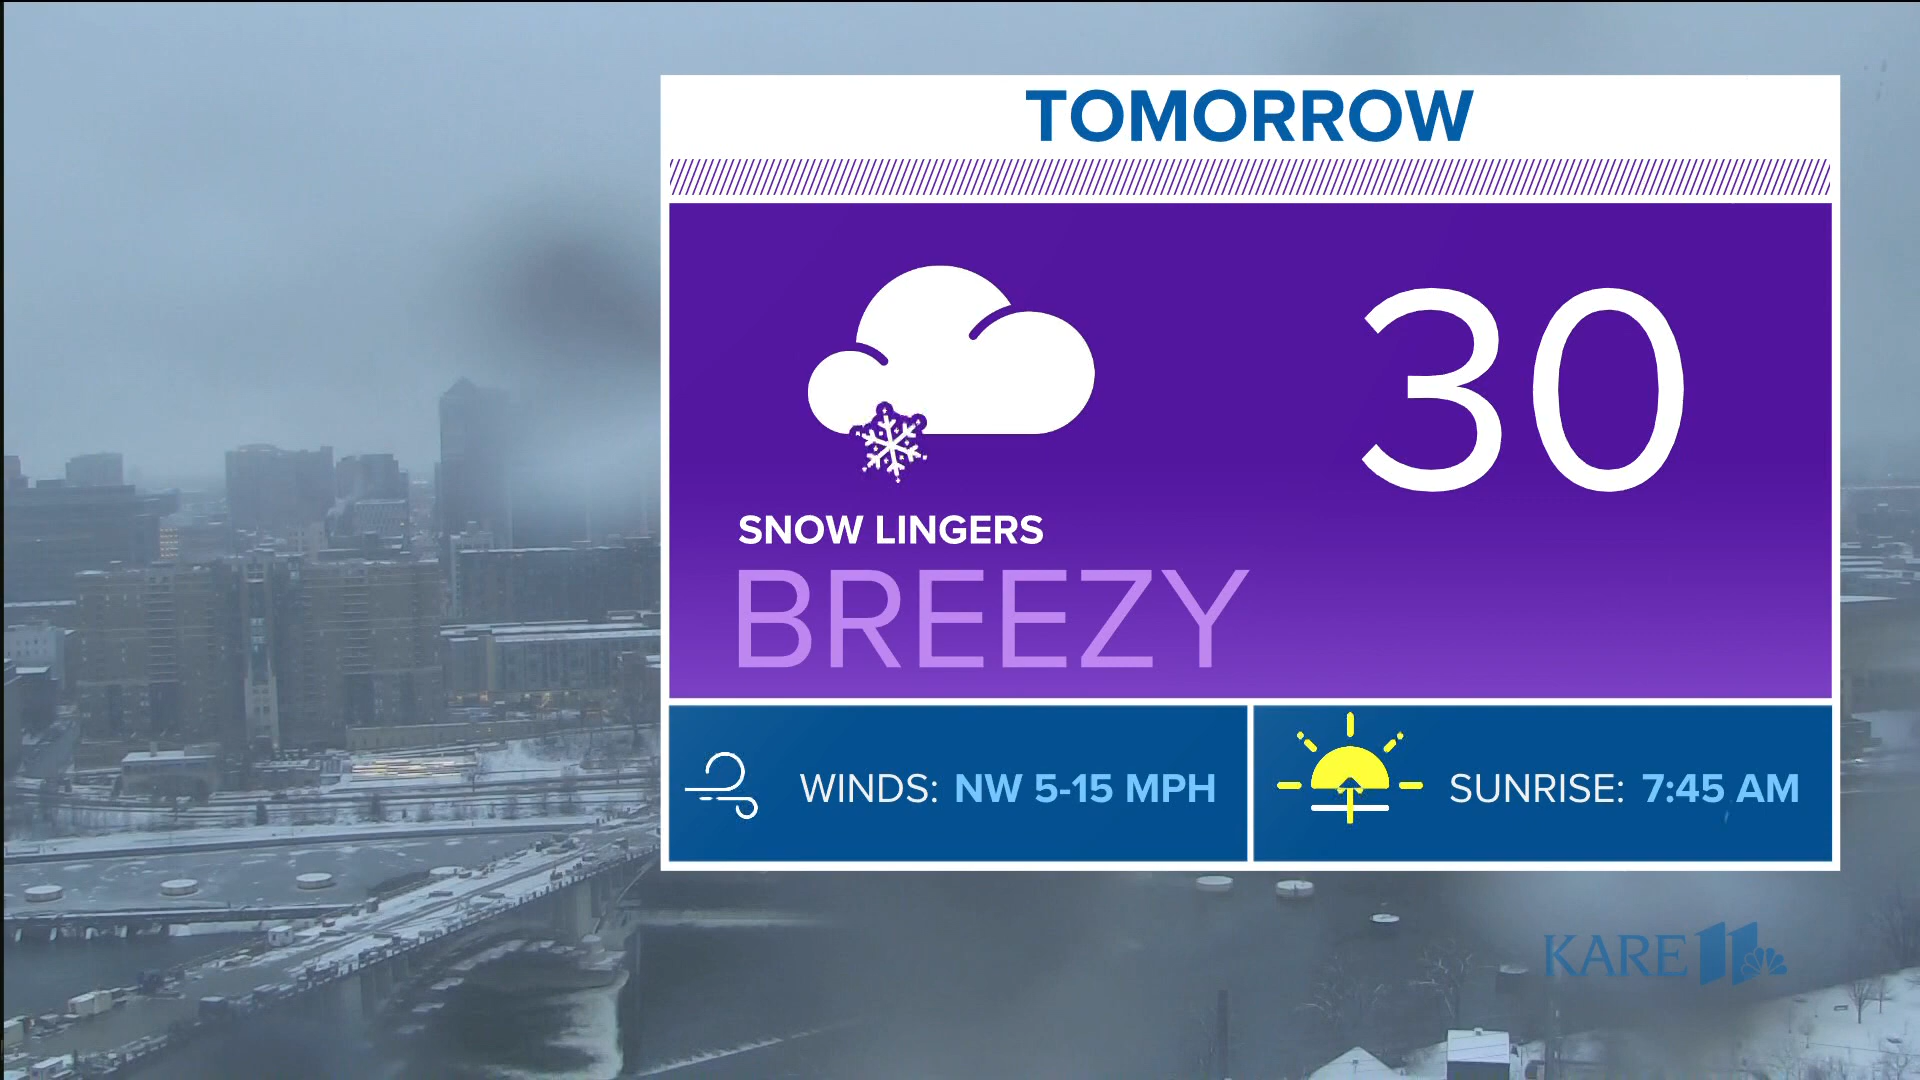 TOMORROW
30
SNOW LINGERS
BREEZY
WINDS: NW 5-15 MPH
SUNRISE: 7:45 AM
KARE 11